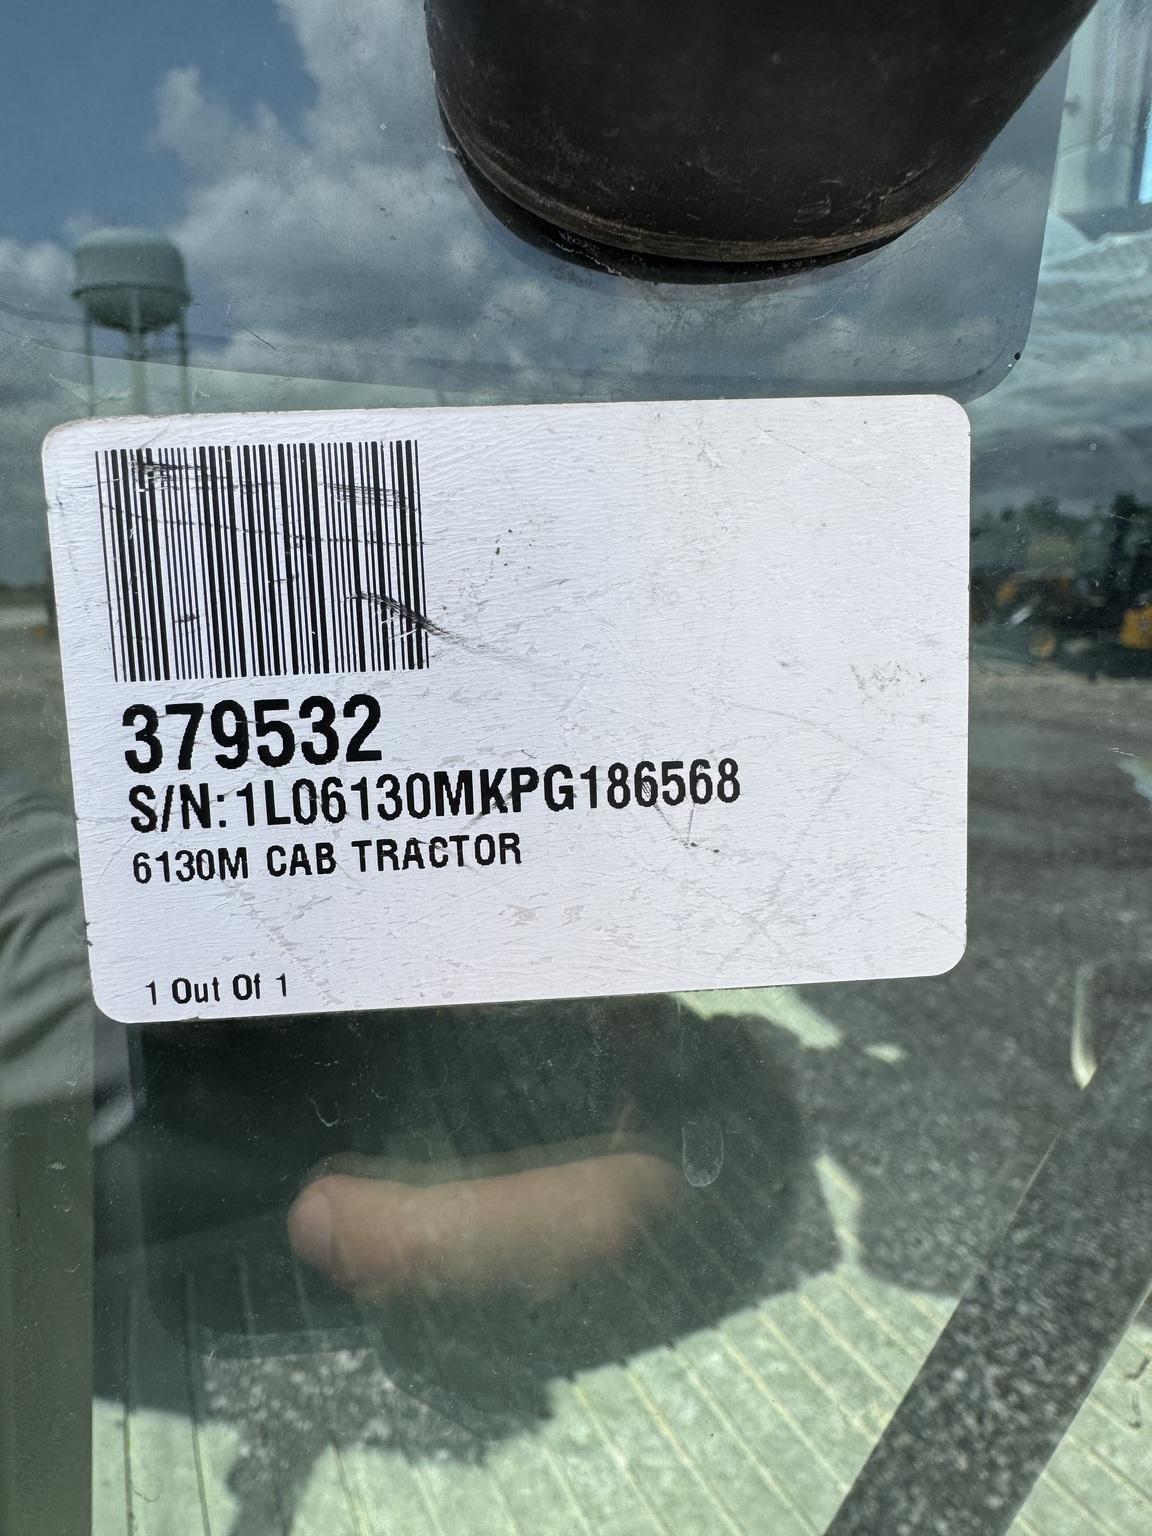 379532
S/N:1L06130MKPG186568
6130M CAB TRACTOR
1 Out Of 1